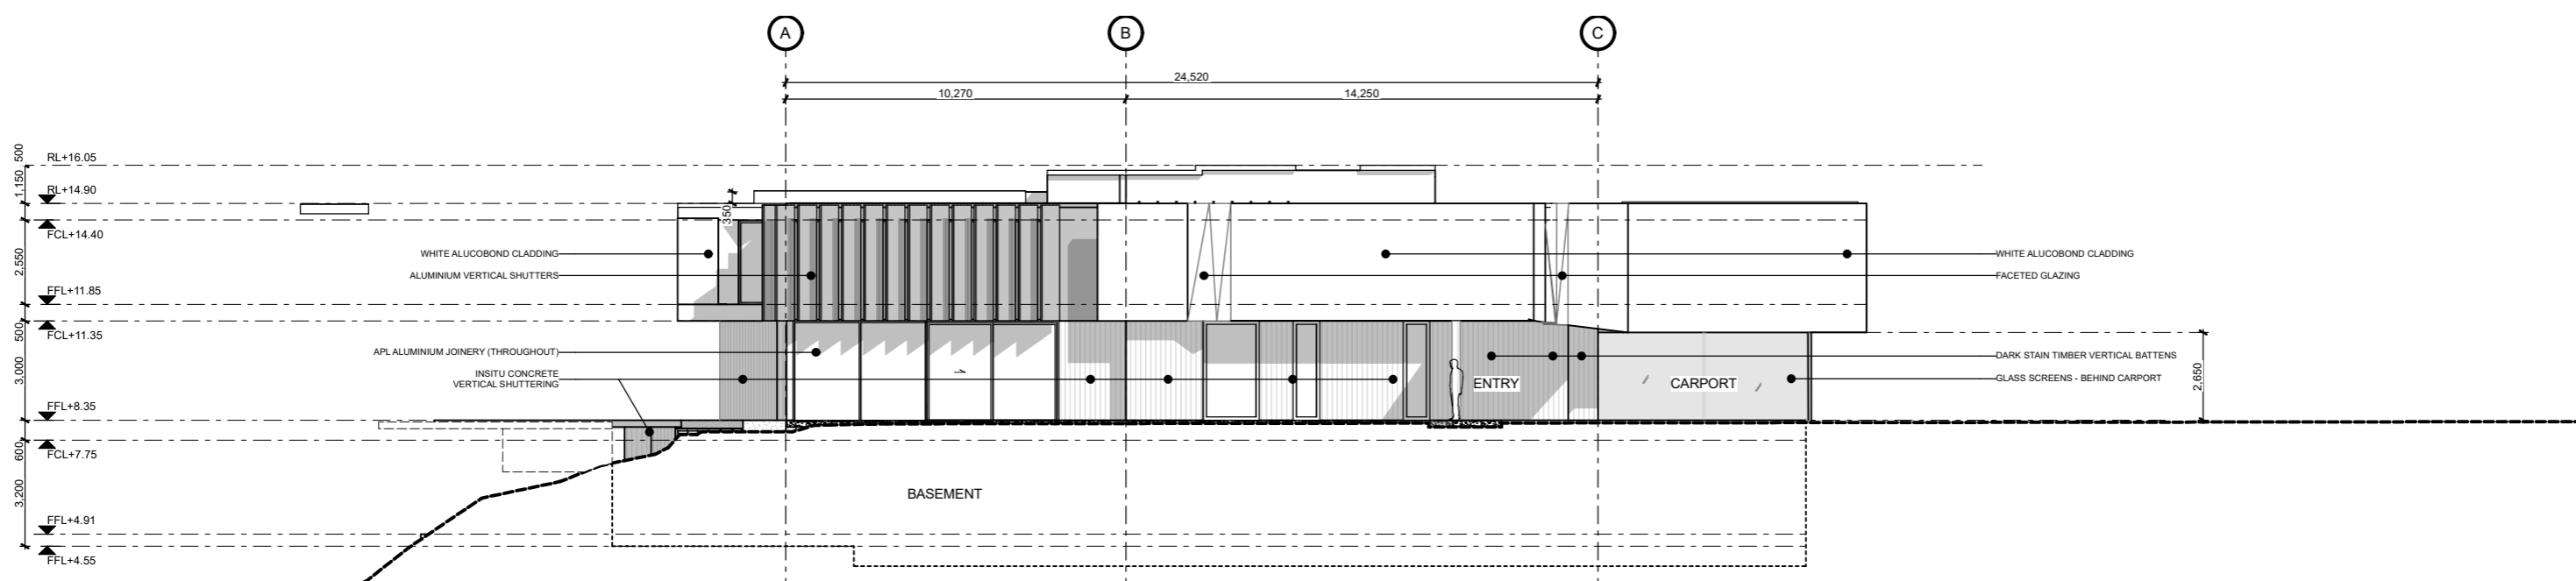 A
B
C
24,520
10,270
14,250
500
RL+16.05
1,150
RL+14.90
350
FCL+14.40
2,550
WHITE ALUCOBOND CLADDING
WHITE ALUCOBOND CLADDING
ALUMINIUM VERTICAL SHUTTERS
FACETED GLAZING
FFL+11.85
500
FCL+11.35
APL ALUMINIUM JOINERY (THROUGHOUT)
DARK STAIN TIMBER VERTICAL BATTENS
3,000
INSITU CONCRETE
VERTICAL SHUTTERING
ENTRY
CARPORT
GLASS SCREENS - BEHIND CARPORT
2,650
FFL+8.35
600
FCL+7.75
3,200
BASEMENT
FFL+4.91
FFL+4.55